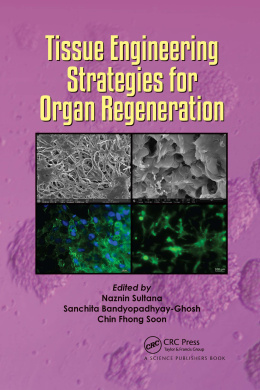 Tissue Engineering
Strategies for
Organ Regeneration
Edited by
Naznin Sultana
Sanchita Bandyopadhyay-Ghosh
Chin Fhong Soon
CRC
CRC Press
Taylor & Francis Group
A SCIENCE PUBLISHERS BOOK